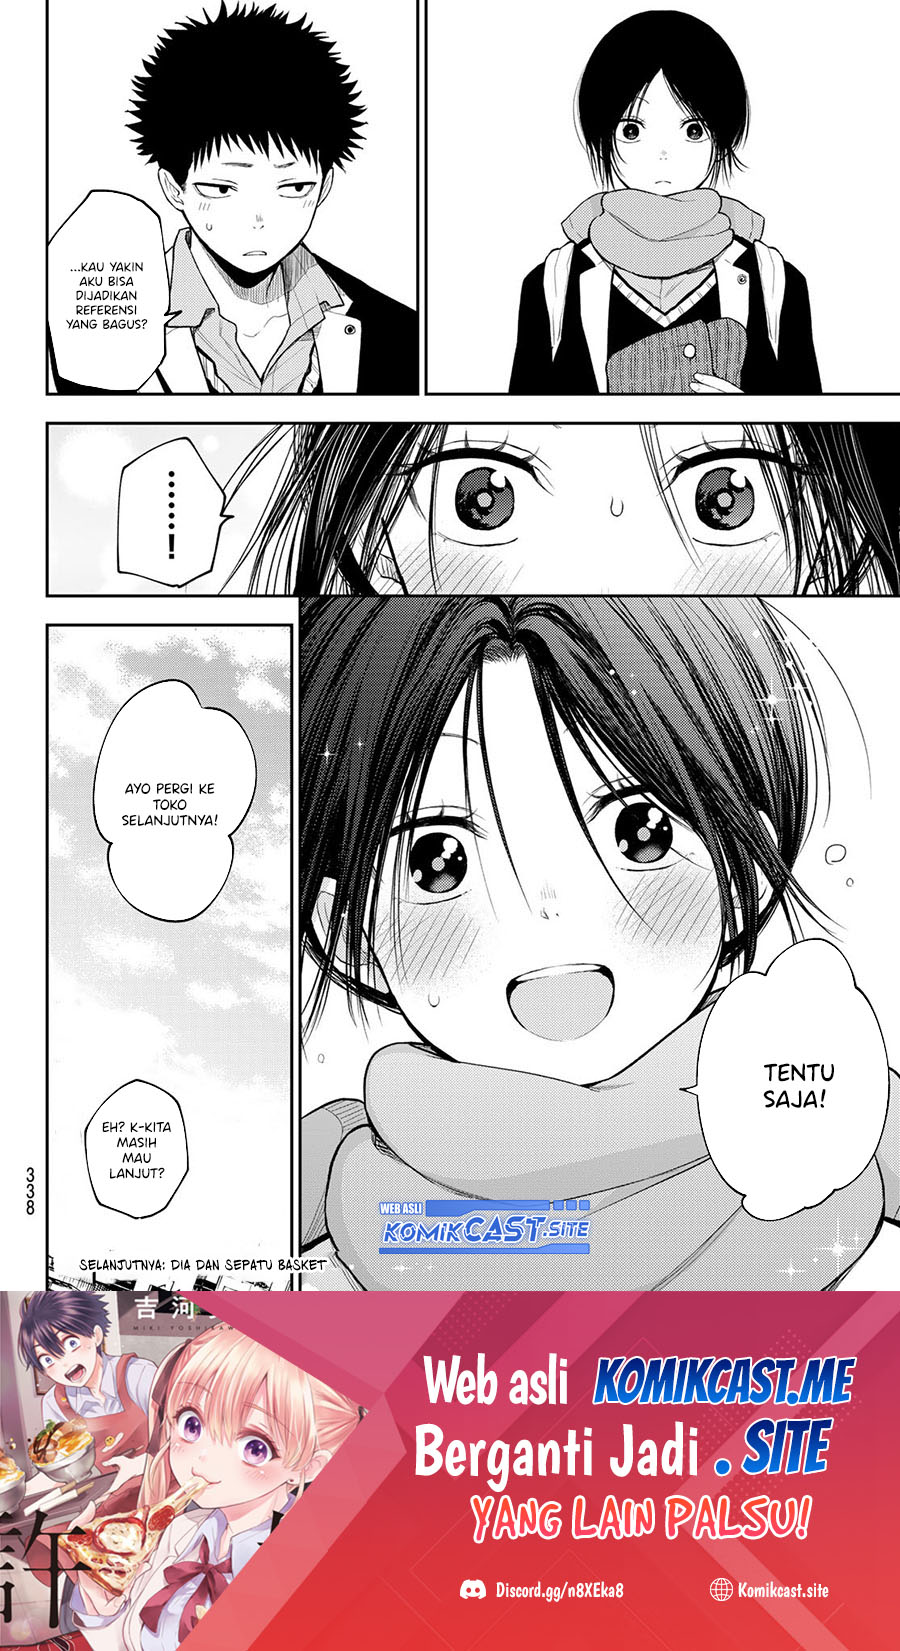 ...KAU YAKIN
AKU BISA
DIJADIKAN
REFERENSI
YANG BAGUS?
.......!
AYO PERGI KE
TOKO
SELANJUTNYA!
TENTU
SAJA!
EH? K-KITA
MASIH
MAU
LANJUT?
338
WEB ASLI
KOMIKCAST.SITE
SELANJUTNYA: DIA DAN SEPATU BASKET
吉河
MIKI YOSHIKAW
許
Web asli KOMIKCAST.ME
Berganti Jadi .SITE
YANG LAIN PALSU!
Discord.gg/n8XEka8
Komikcast.site